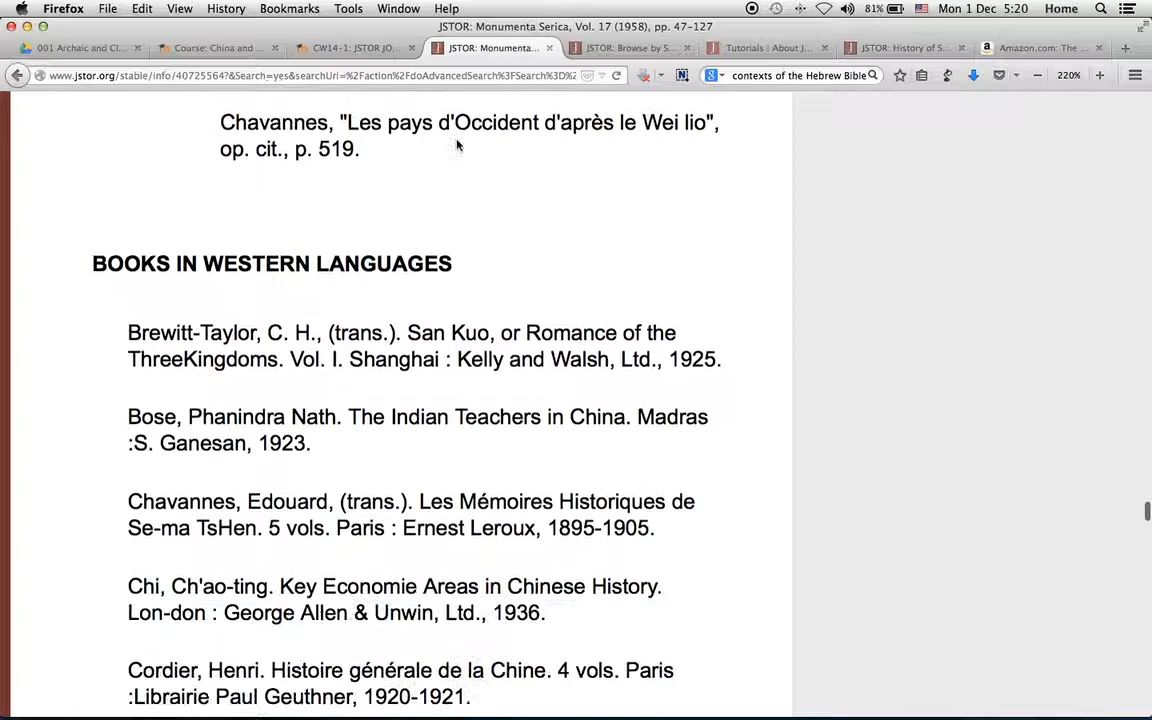 Firefox File Edit View History Bookmarks Tools Window Help 81% Mon 1 Dec 5:20 Home
JSTOR: Monumenta Serica, Vol. 17 (1958), pp. 47–127
001 Archaic and Cl... Course: China and ... CW14-1: JSTOR JO... JSTOR: Monumenta... JSTOR: Browse by S... Tutorials | About J... JSTOR: History of S... Amazon.com: The ...
www.jstor.org/stable/info/40725564?&Search=yes&searchUri=%2Faction%2FdoAdvancedSearch%3FSearch%3D%2 contexts of the Hebrew Bible 220%
Chavannes, "Les pays d'Occident d'après le Wei lio",
op. cit., p. 519.
BOOKS IN WESTERN LANGUAGES
Brewitt-Taylor, C. H., (trans.). San Kuo, or Romance of the
ThreeKingdoms. Vol. I. Shanghai : Kelly and Walsh, Ltd., 1925.
Bose, Phanindra Nath. The Indian Teachers in China. Madras
:S. Ganesan, 1923.
Chavannes, Edouard, (trans.). Les Mémoires Historiques de
Se-ma TsHen. 5 vols. Paris : Ernest Leroux, 1895-1905.
Chi, Ch'ao-ting. Key Economie Areas in Chinese History.
Lon-don : George Allen & Unwin, Ltd., 1936.
Cordier, Henri. Histoire générale de la Chine. 4 vols. Paris
:Librairie Paul Geuthner, 1920-1921.